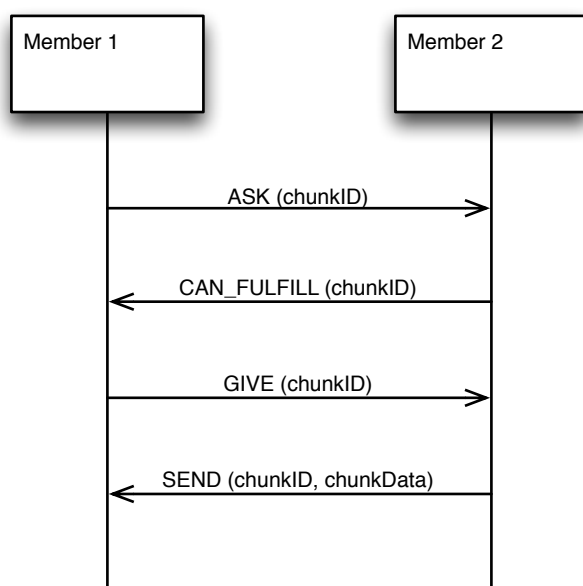 Member 1
Member 2
ASK (chunkID)
CAN_FULFILL (chunkID)
GIVE (chunkID)
SEND (chunkID, chunkData)